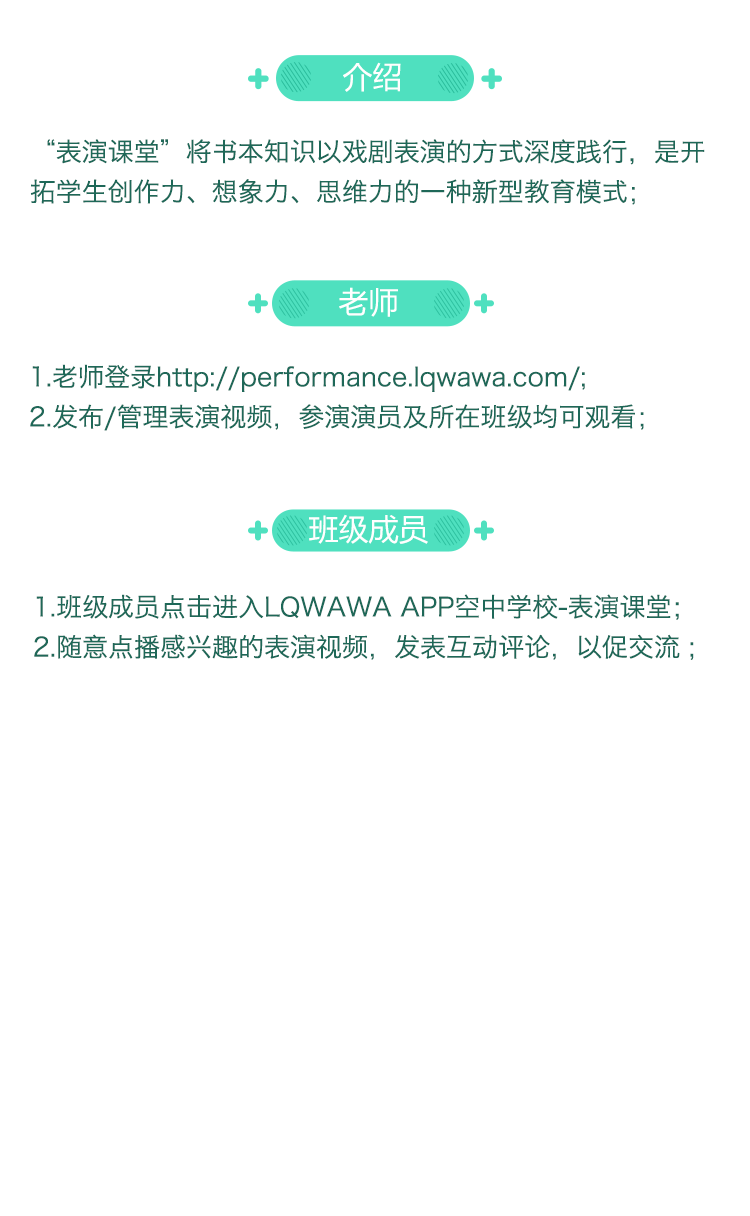 介绍
“表演课堂”将书本知识以戏剧表演的方式深度践行，是开
拓学生创作力、想象力、思维力的一种新型教育模式；
老师
1.老师登录http://performance.lqwawa.com/;
2.发布/管理表演视频，参演演员及所在班级均可观看；
班级成员
1.班级成员点击进入LQWAWA APP空中学校-表演课堂；
2.随意点播感兴趣的表演视频，发表互动评论，以促交流 ；